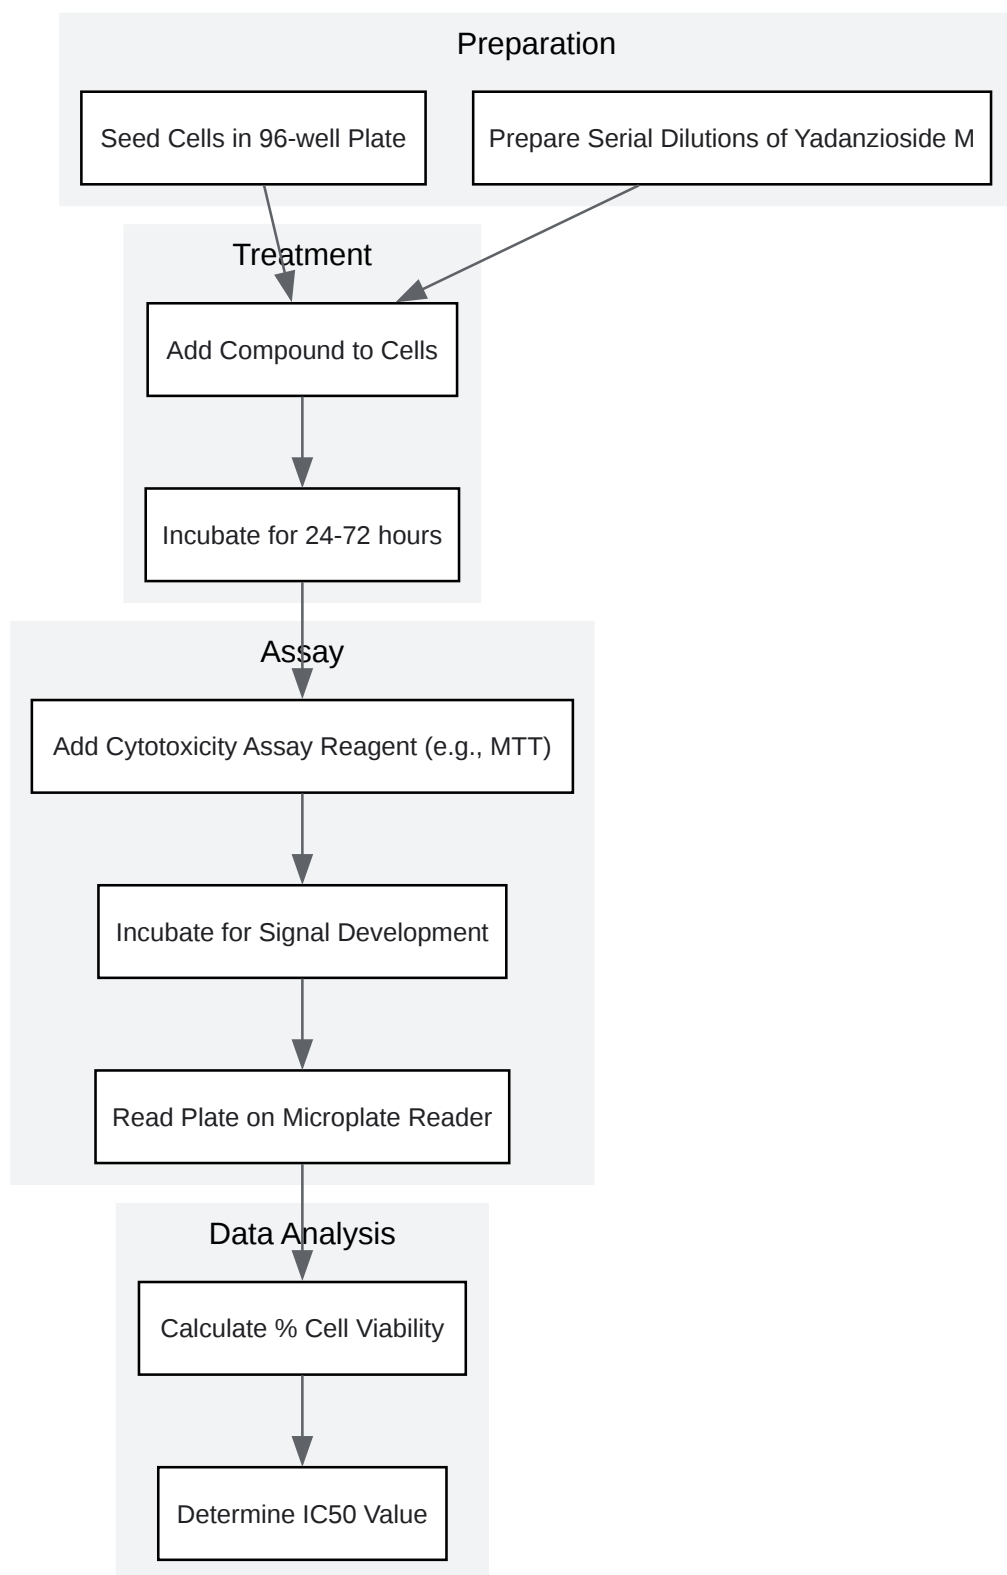 Preparation
Seed Cells in 96-well Plate
Prepare Serial Dilutions of Yadanzioside M
Treatment
Add Compound to Cells
Incubate for 24-72 hours
Assay
Add Cytotoxicity Assay Reagent (e.g., MTT)
Incubate for Signal Development
Read Plate on Microplate Reader
Data Analysis
Calculate % Cell Viability
Determine IC50 Value